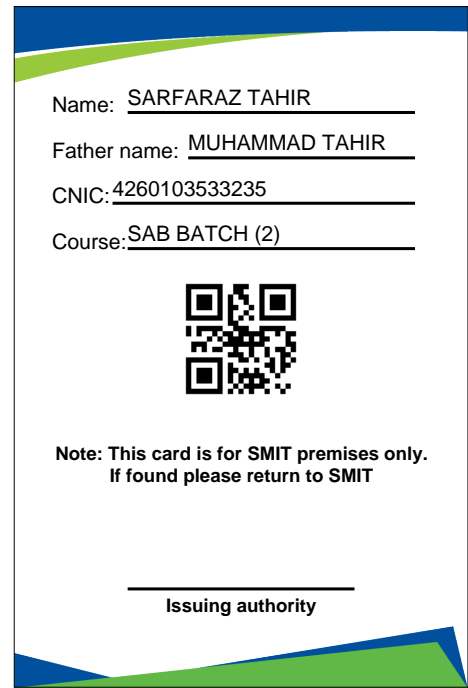 Name: SARFARAZ TAHIR
Father name: MUHAMMAD TAHIR
CNIC: 4260103533235
Course: SAB BATCH (2)
Note: This card is for SMIT premises only.
If found please return to SMIT
Issuing authority